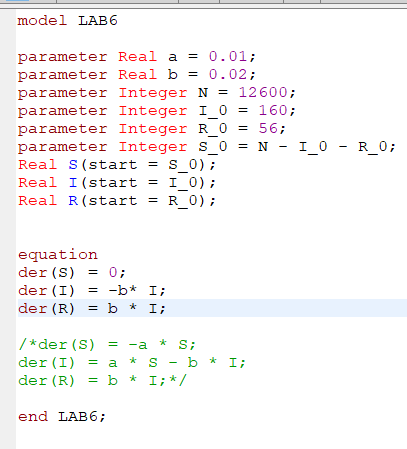 model LAB6
parameter Real a = 0.01;
parameter Real b = 0.02;
parameter Integer N = 12600;
parameter Integer I_0 = 160;
parameter Integer R_0 = 56;
parameter Integer S_0 = N - I_0 - R_0;
Real S(start = S_0);
Real I(start = I_0);
Real R(start = R_0);
equation
der(S) = 0;
der(I) = -b* I;
der(R) = b * I;
/*der(S) = -a * S;
der(I) = a * S - b * I;
der(R) = b * I;*/
end LAB6;